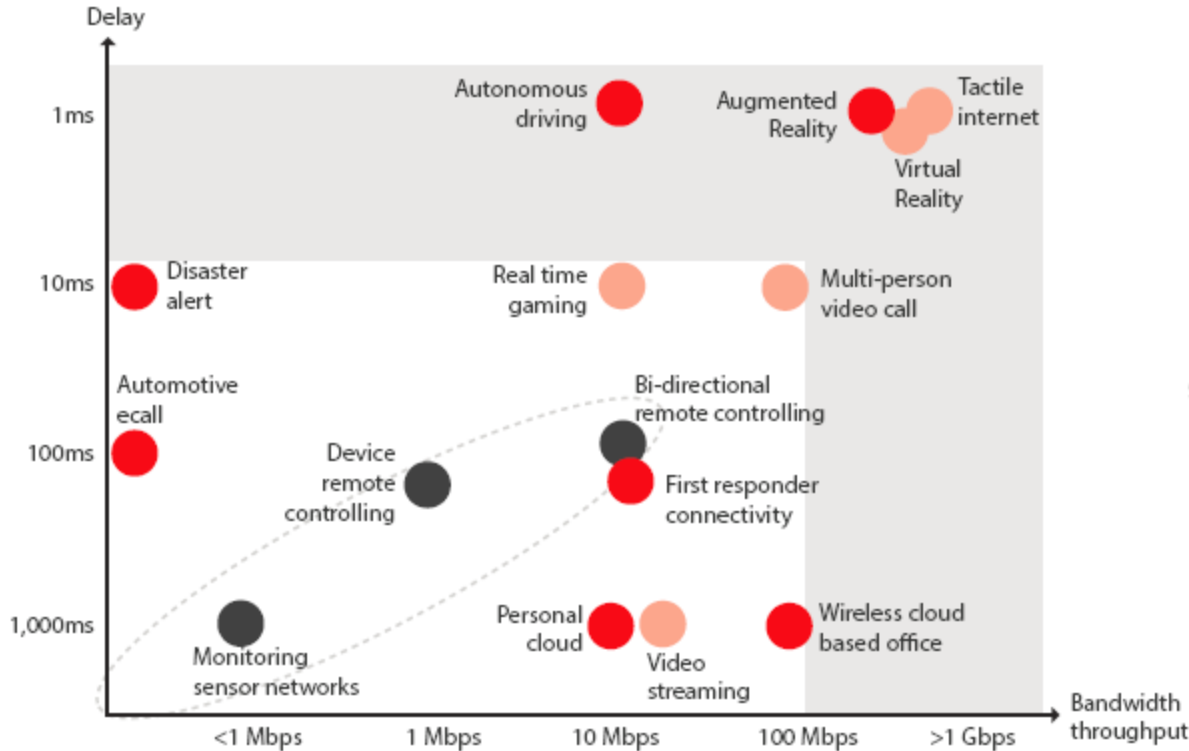 Delay
1ms
Autonomous
driving
Augmented
Reality
Tactile
internet
Virtual
Reality
10ms
Disaster
alert
Real time
gaming
Multi-person
video call
Automotive
ecall
Bi-directional
remote controlling
100ms
Device
remote
controlling
First responder
connectivity
1,000ms
Monitoring
sensor networks
Personal
cloud
Video
streaming
Wireless cloud
based office
Bandwidth
throughput
<1 Mbps
1 Mbps
10 Mbps
100 Mbps
>1 Gbps